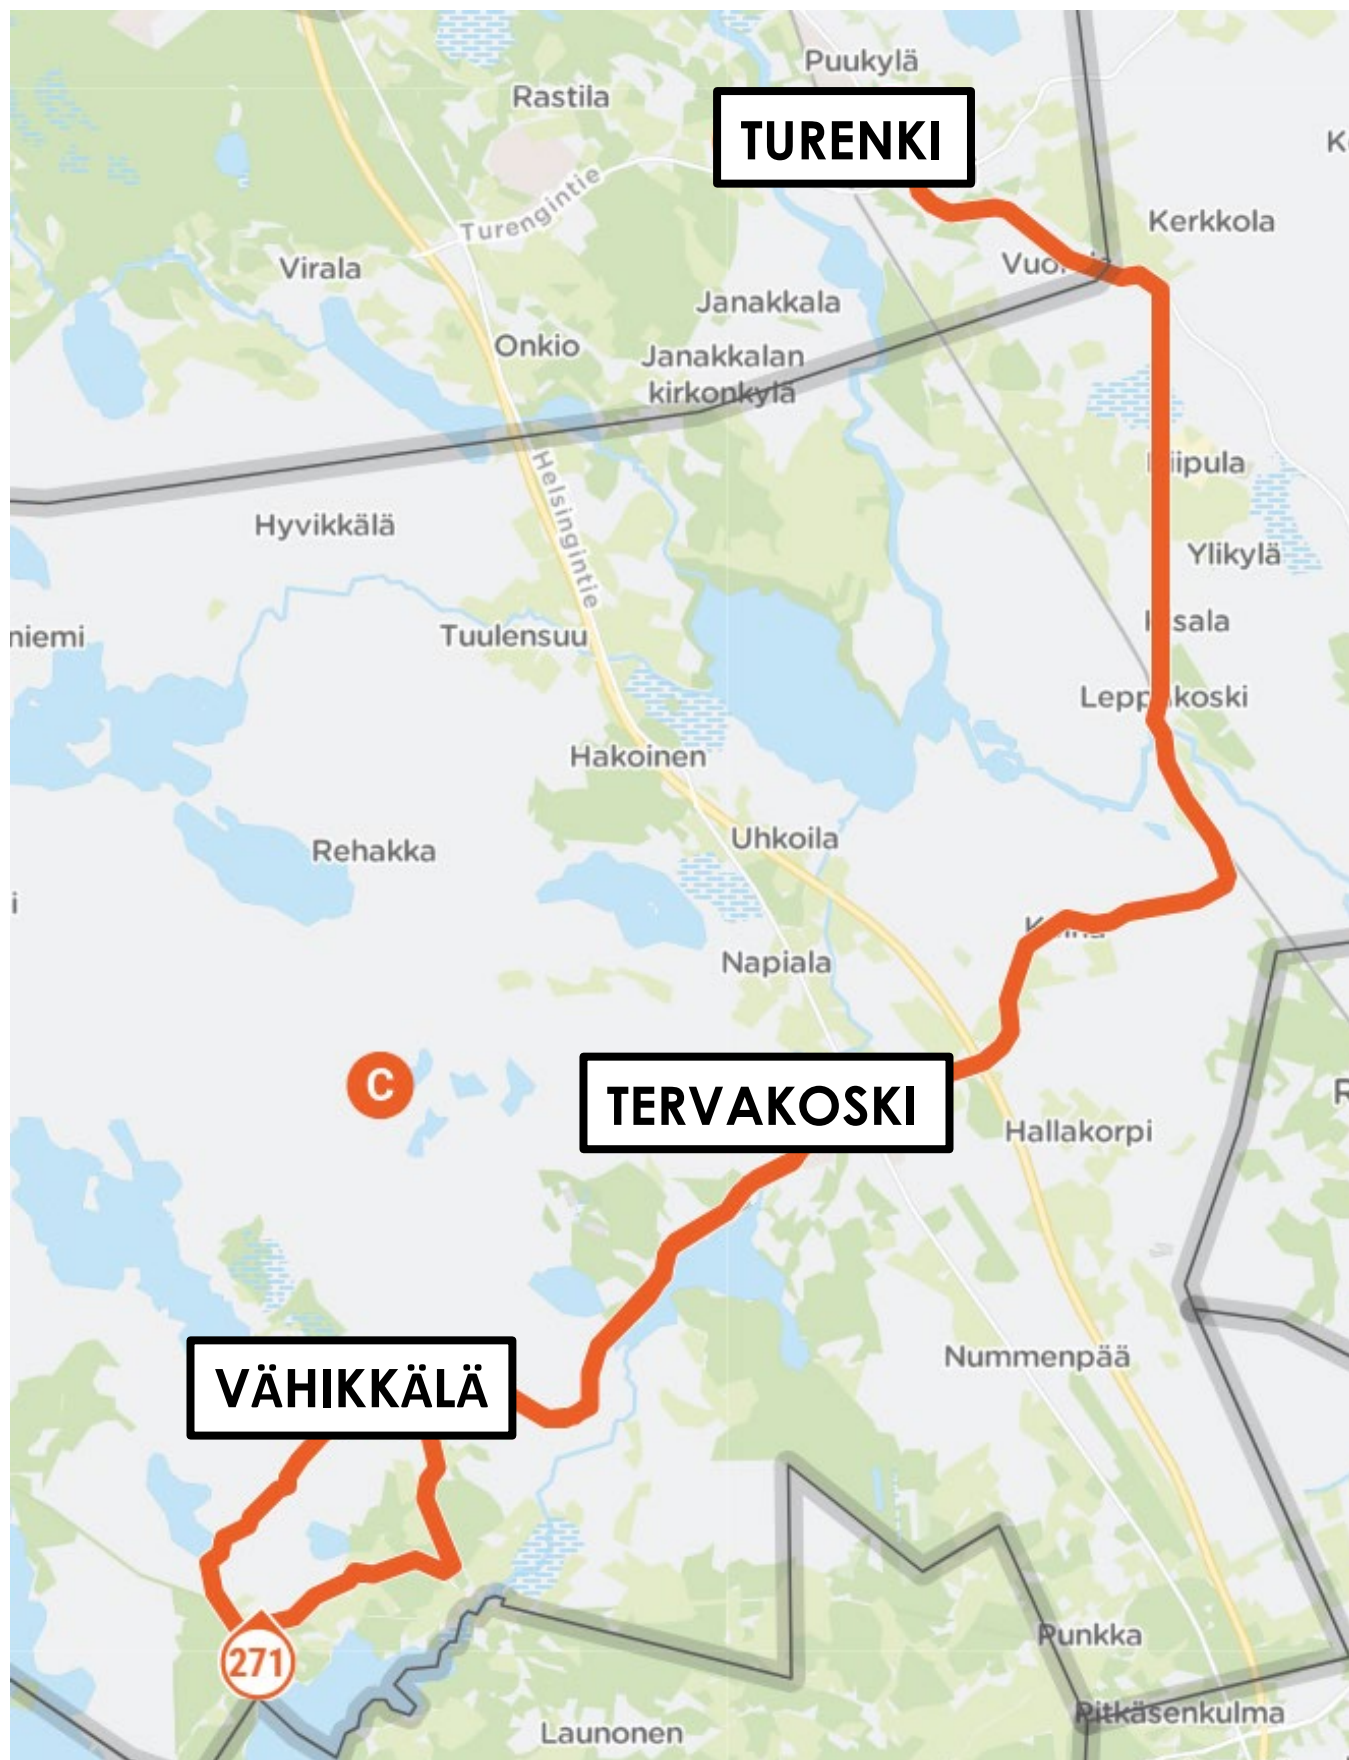 Puukylä
Rastila
TURENKI
Turengintie
Kerkkola
Virala
Janakkala
Onkio
Janakkalan
kirkonkylä
Helsingintie
Hyvikkälä
Ylikylä
Tuulensuu
Hakoinen
Uhkoila
Rehakka
Napiala
C
TERVAKOSKI
Hallakorpi
Nummenpää
VÄHIKKÄLÄ
Punkka
271
Pitkäsenkulma
Launonen